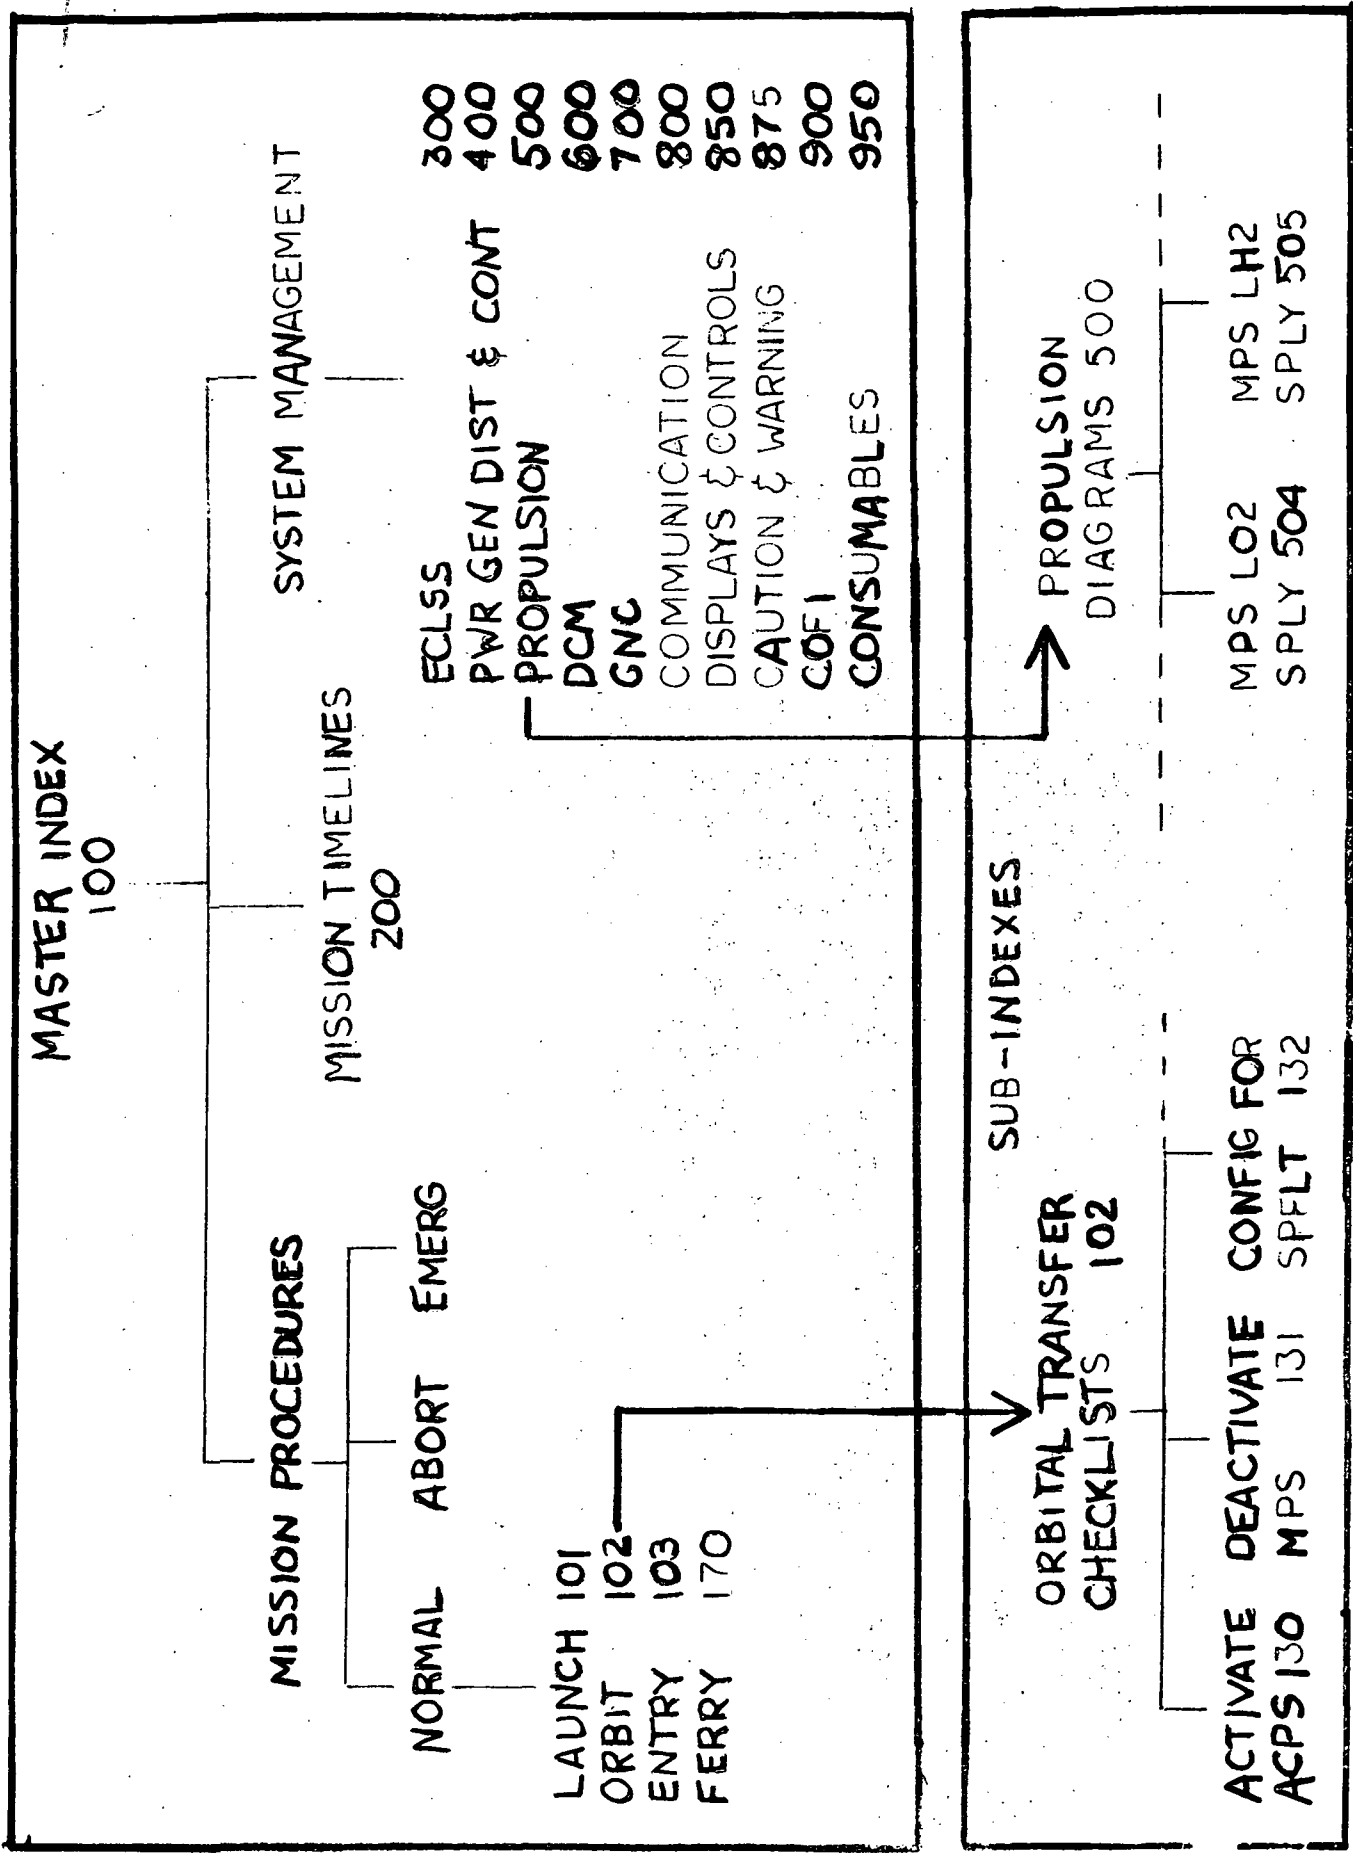 MASTER INDEX
100
MISSION PROCEDURES
NORMAL ABORT EMERG
LAUNCH 101
ORBIT 102
ENTRY 103
FERRY 170
MISSION TIMELINES
200
SYSTEM MANAGEMENT
ECLSS 300
PWR GEN DIST & CONT 400
PROPULSION 500
DCM 600
GNC 700
COMMUNICATION 800
DISPLAYS & CONTROLS 850
CAUTION & WARNING 875
COFI 900
CONSUMABLES 950
SUB-INDEXES
ORBITAL TRANSFER
CHECKLISTS 102
ACTIVATE
ACPS 130
DEACTIVATE
MPS 131
CONFIG FOR
SPFLT 132
PROPULSION
DIAGRAMS 500
MPS LO2
SPLY 504
MPS LH2
SPLY 505